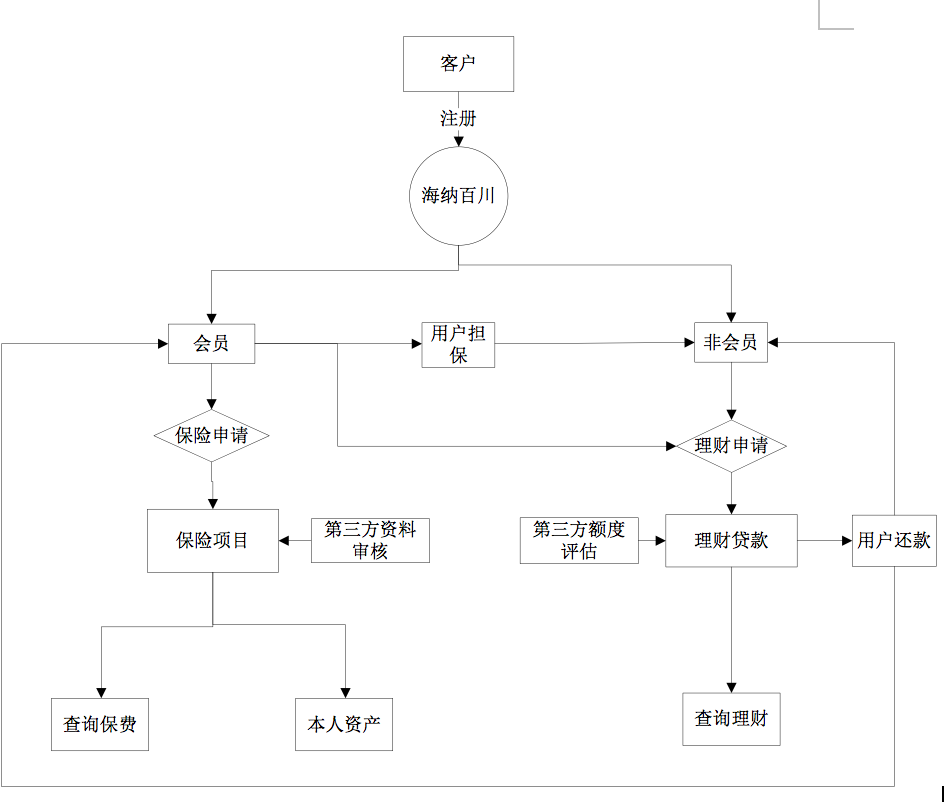 客户
注册
海纳百川
会员
用户担
保
非会员
保险申请
理财申请
保险项目
第三方资料
审核
第三方额度
评估
理财贷款
用户还款
查询保费
本人资产
查询理财